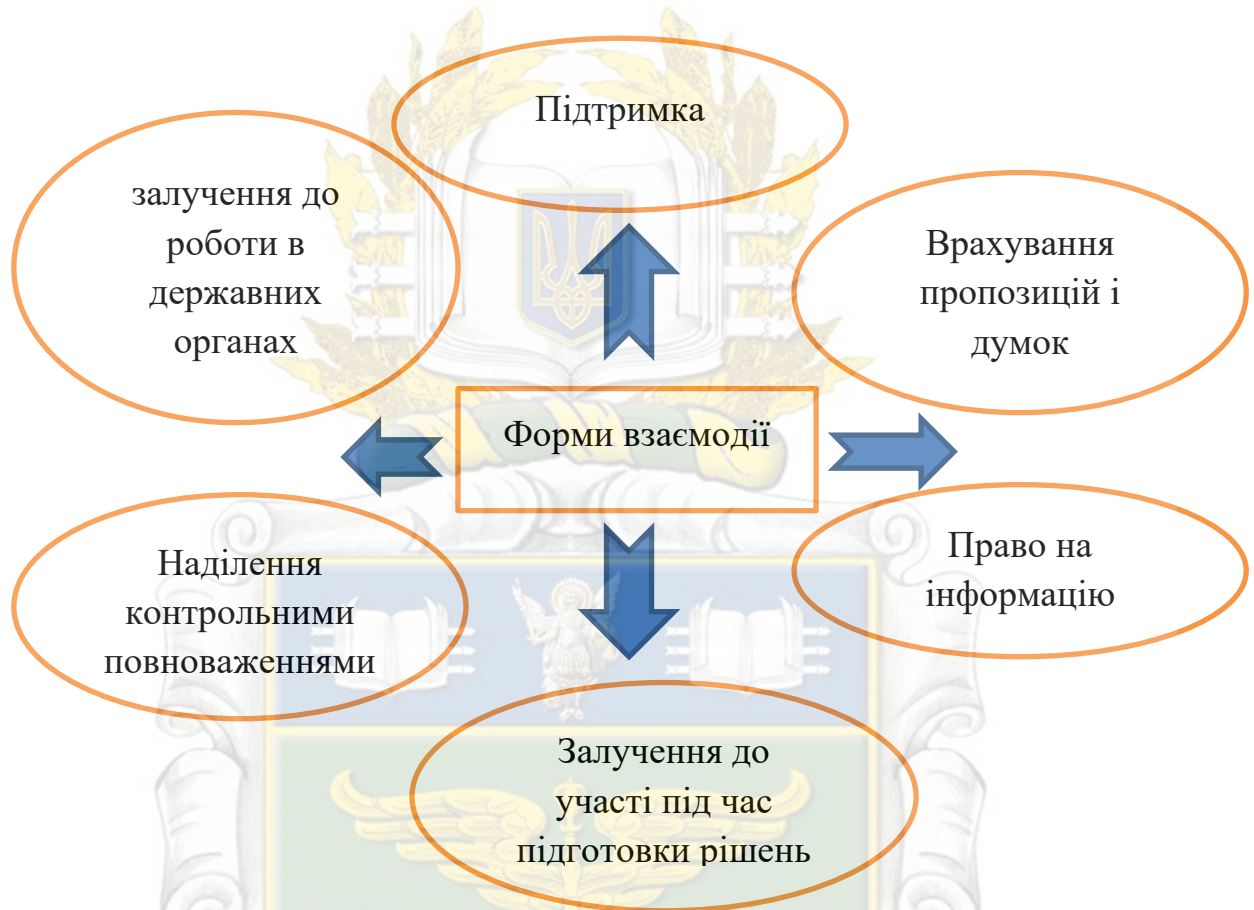 Підтримка
залучення до
роботи в
державних
органах
Врахування
пропозицій і
думок
Форми взаємодії
Наділення
контрольними
повноваженнями
Право на
інформацію
Залучення до
участі під час
підготовки рішень